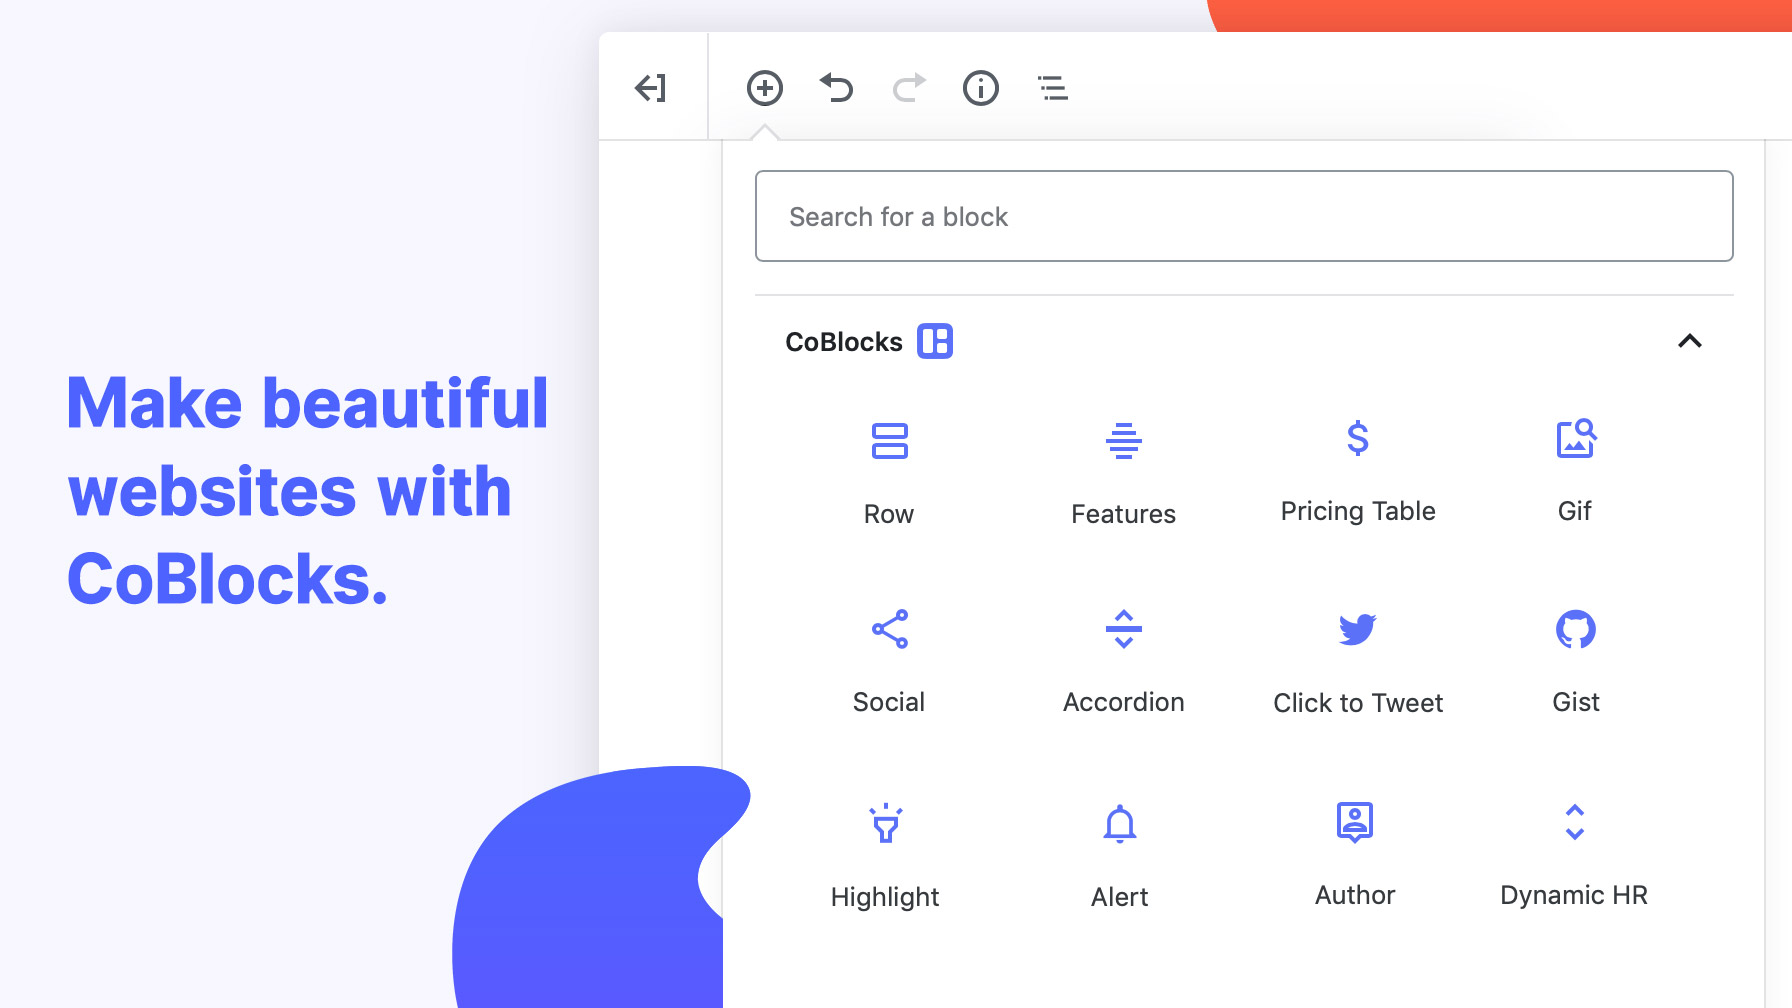 Make beautiful
websites with
CoBlocks.
Search for a block
CoBlocks
Row
Features
Pricing Table
Gif
Social
Accordion
Click to Tweet
Gist
Highlight
Alert
Author
Dynamic HR